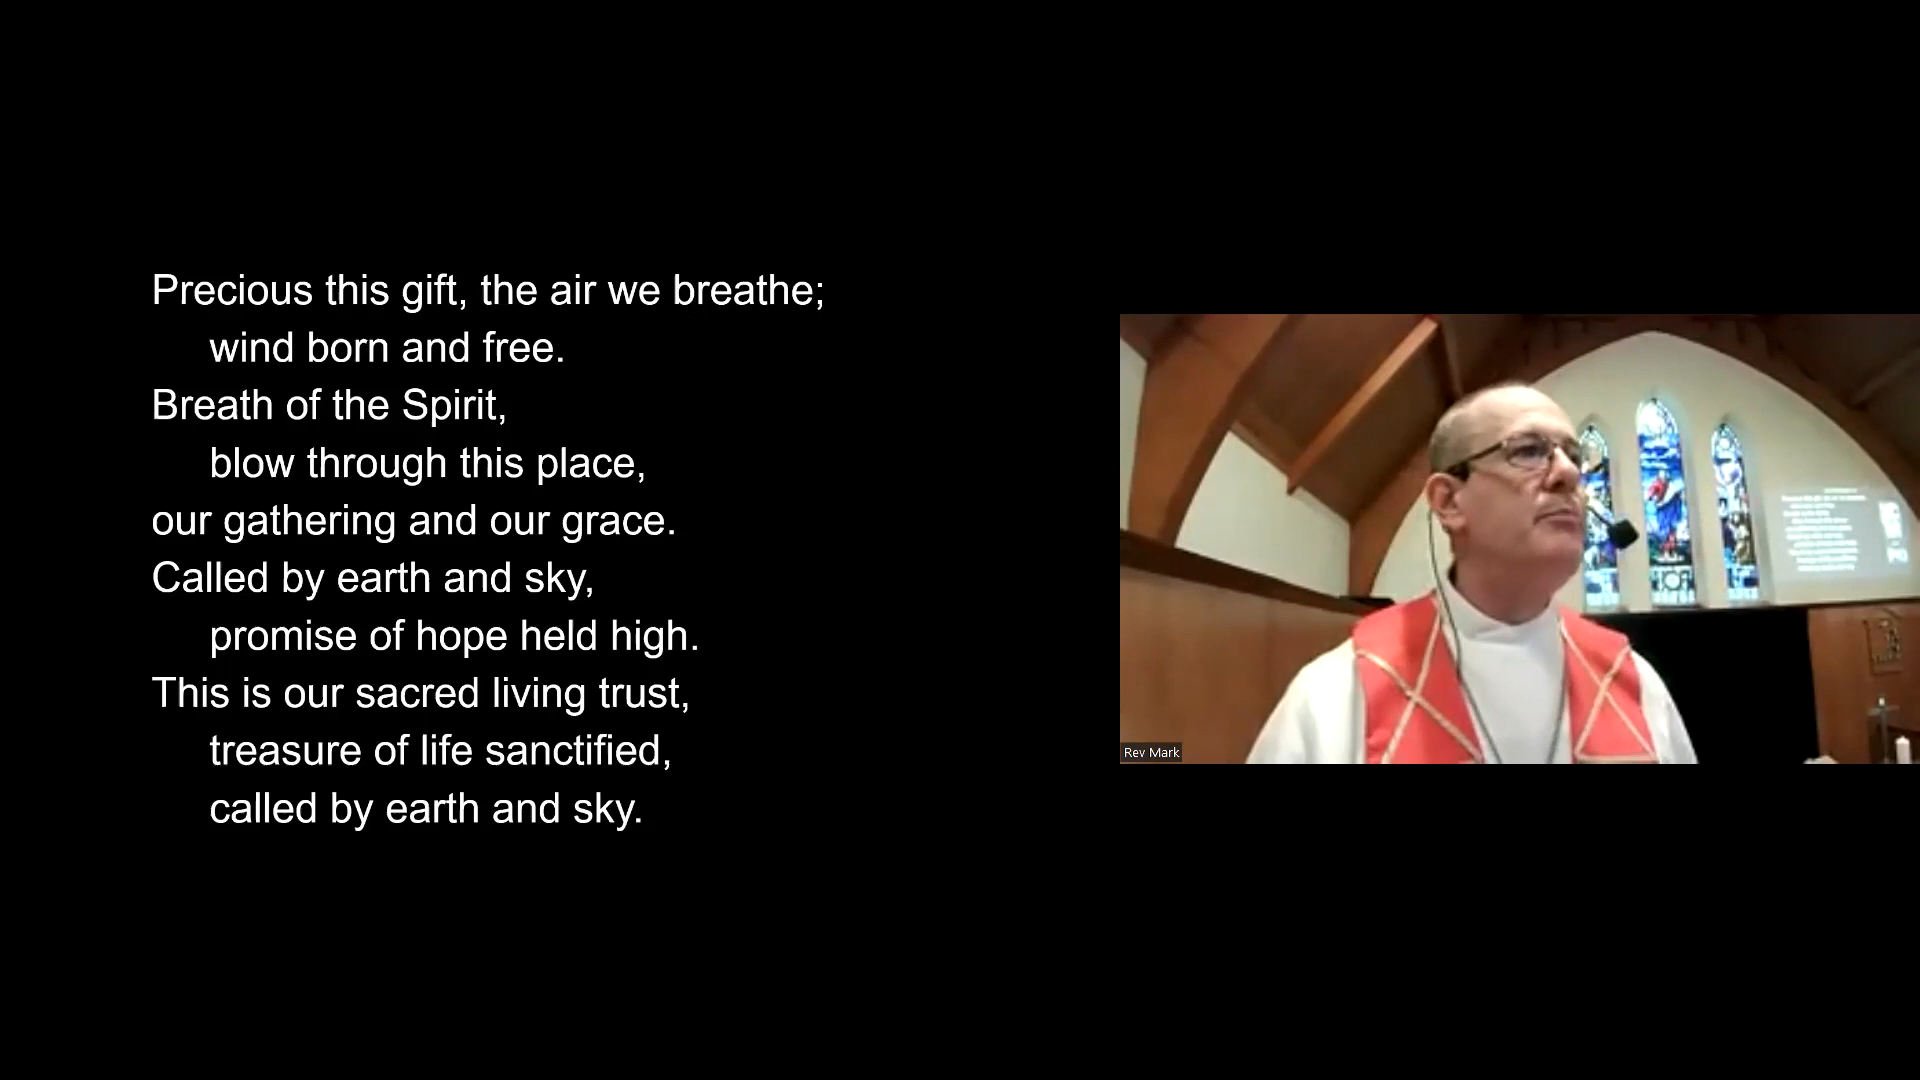 Precious this gift, the air we breathe;
wind born and free.
Breath of the Spirit,
blow through this place,
our gathering and our grace.
Called by earth and sky,
promise of hope held high.
This is our sacred living trust,
treasure of life sanctified,
called by earth and sky.
Rev Mark